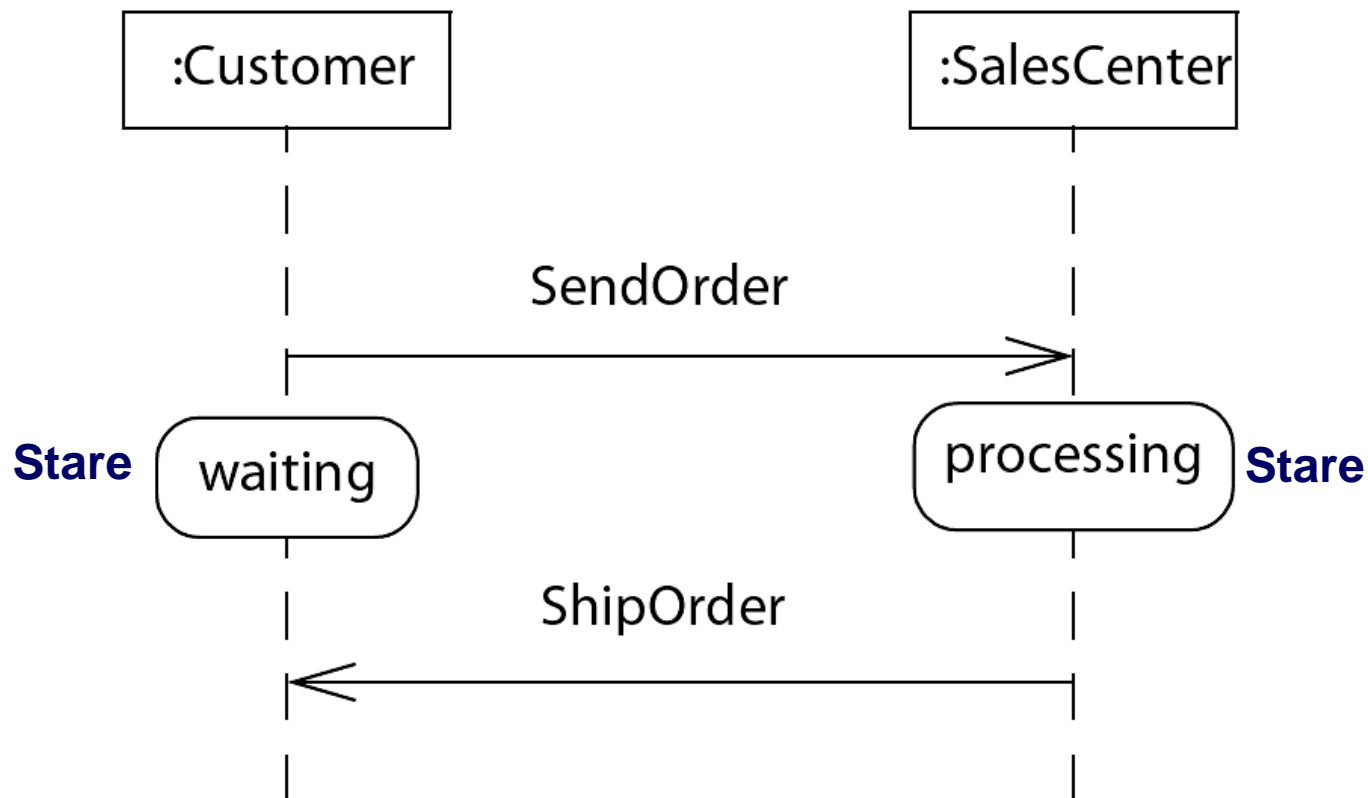 :Customer
:SalesCenter
SendOrder
Stare
waiting
processing
Stare
ShipOrder